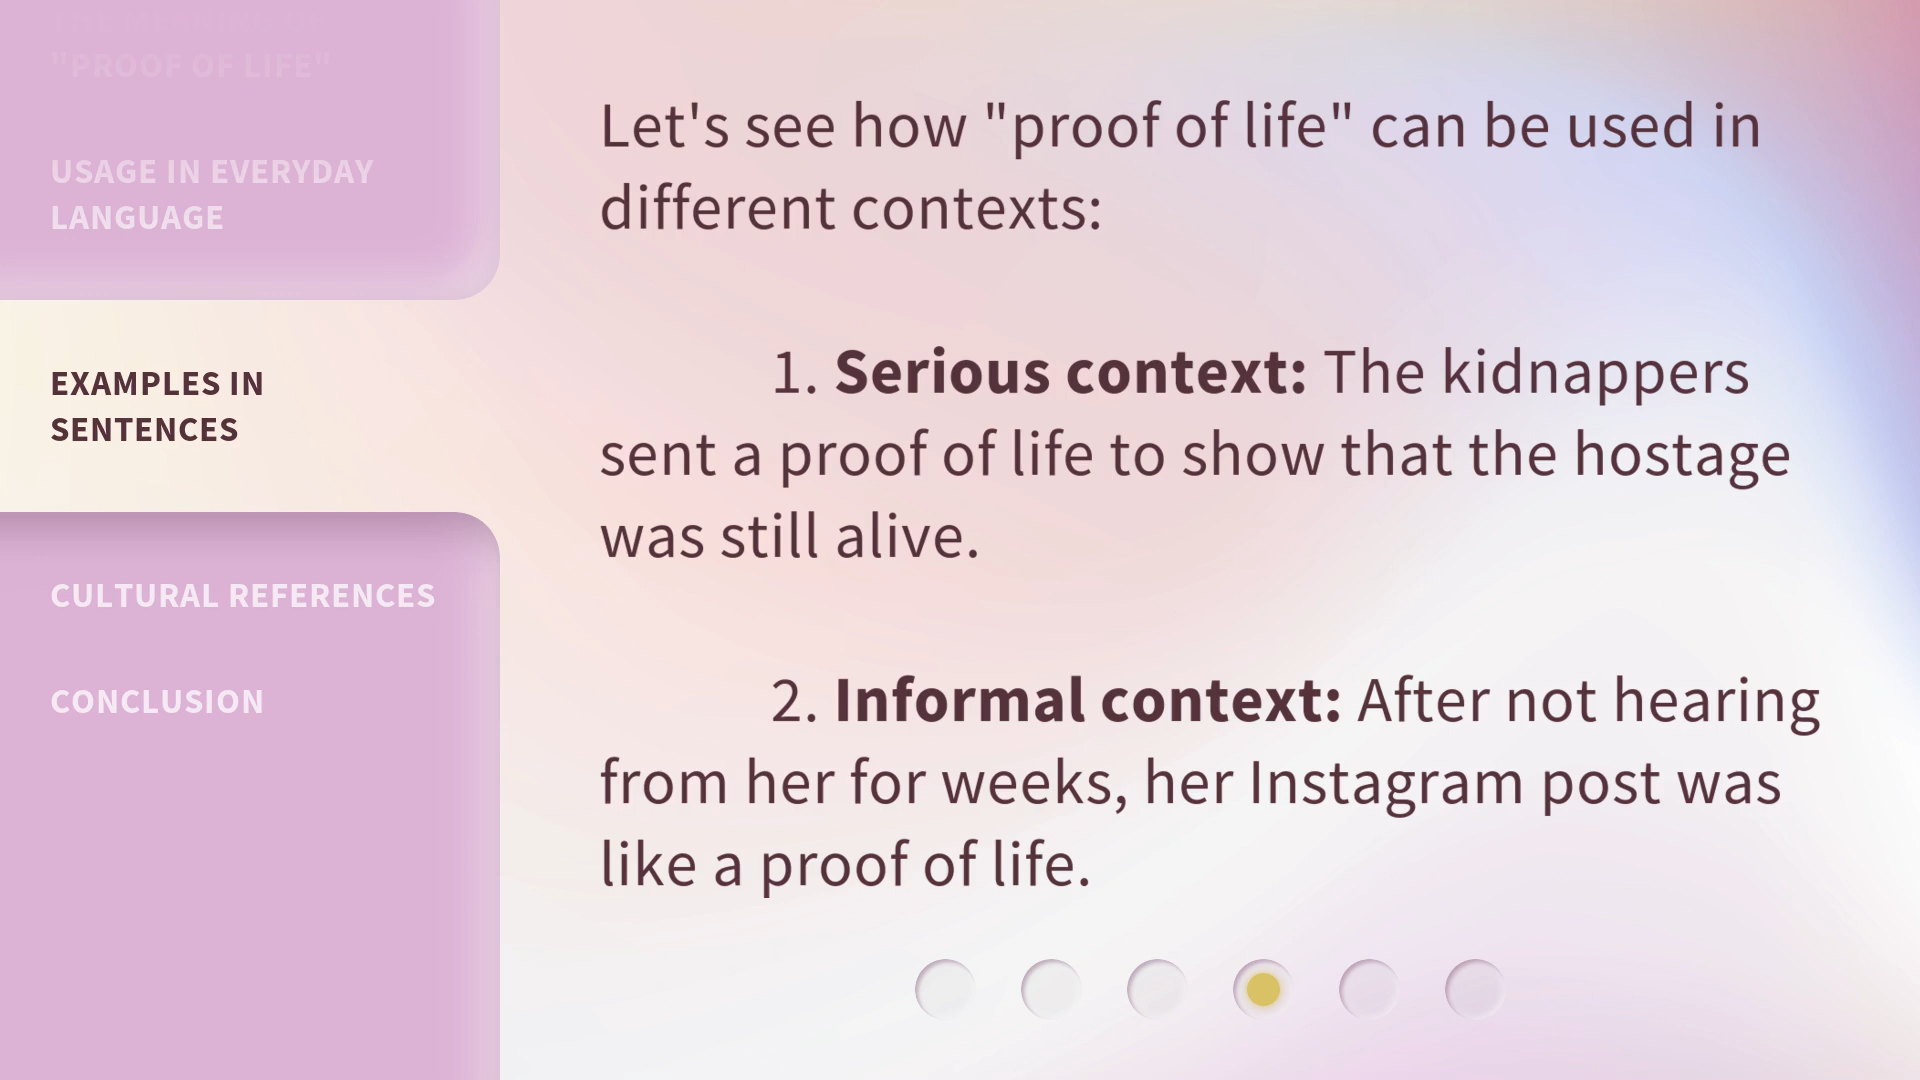 "PROOF OF LIFE"
USAGE IN EVERYDAY
LANGUAGE
EXAMPLES IN
SENTENCES
CULTURAL REFERENCES
CONCLUSION
Let's see how "proof of life" can be used in
different contexts:
1. Serious context: The kidnappers
sent a proof of life to show that the hostage
was still alive.
2. Informal context: After not hearing
from her for weeks, her Instagram post was
like a proof of life.